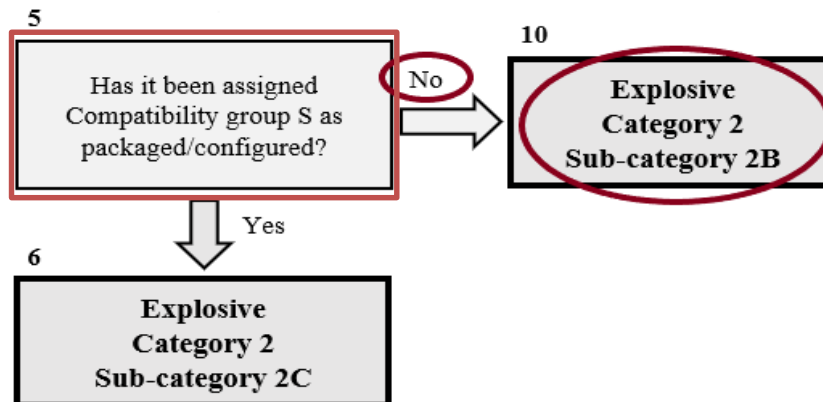 5
Has it been assigned
Compatibility group S as
packaged/configured?
No
10
Explosive
Category 2
Sub-category 2B
Yes
6
Explosive
Category 2
Sub-category 2C